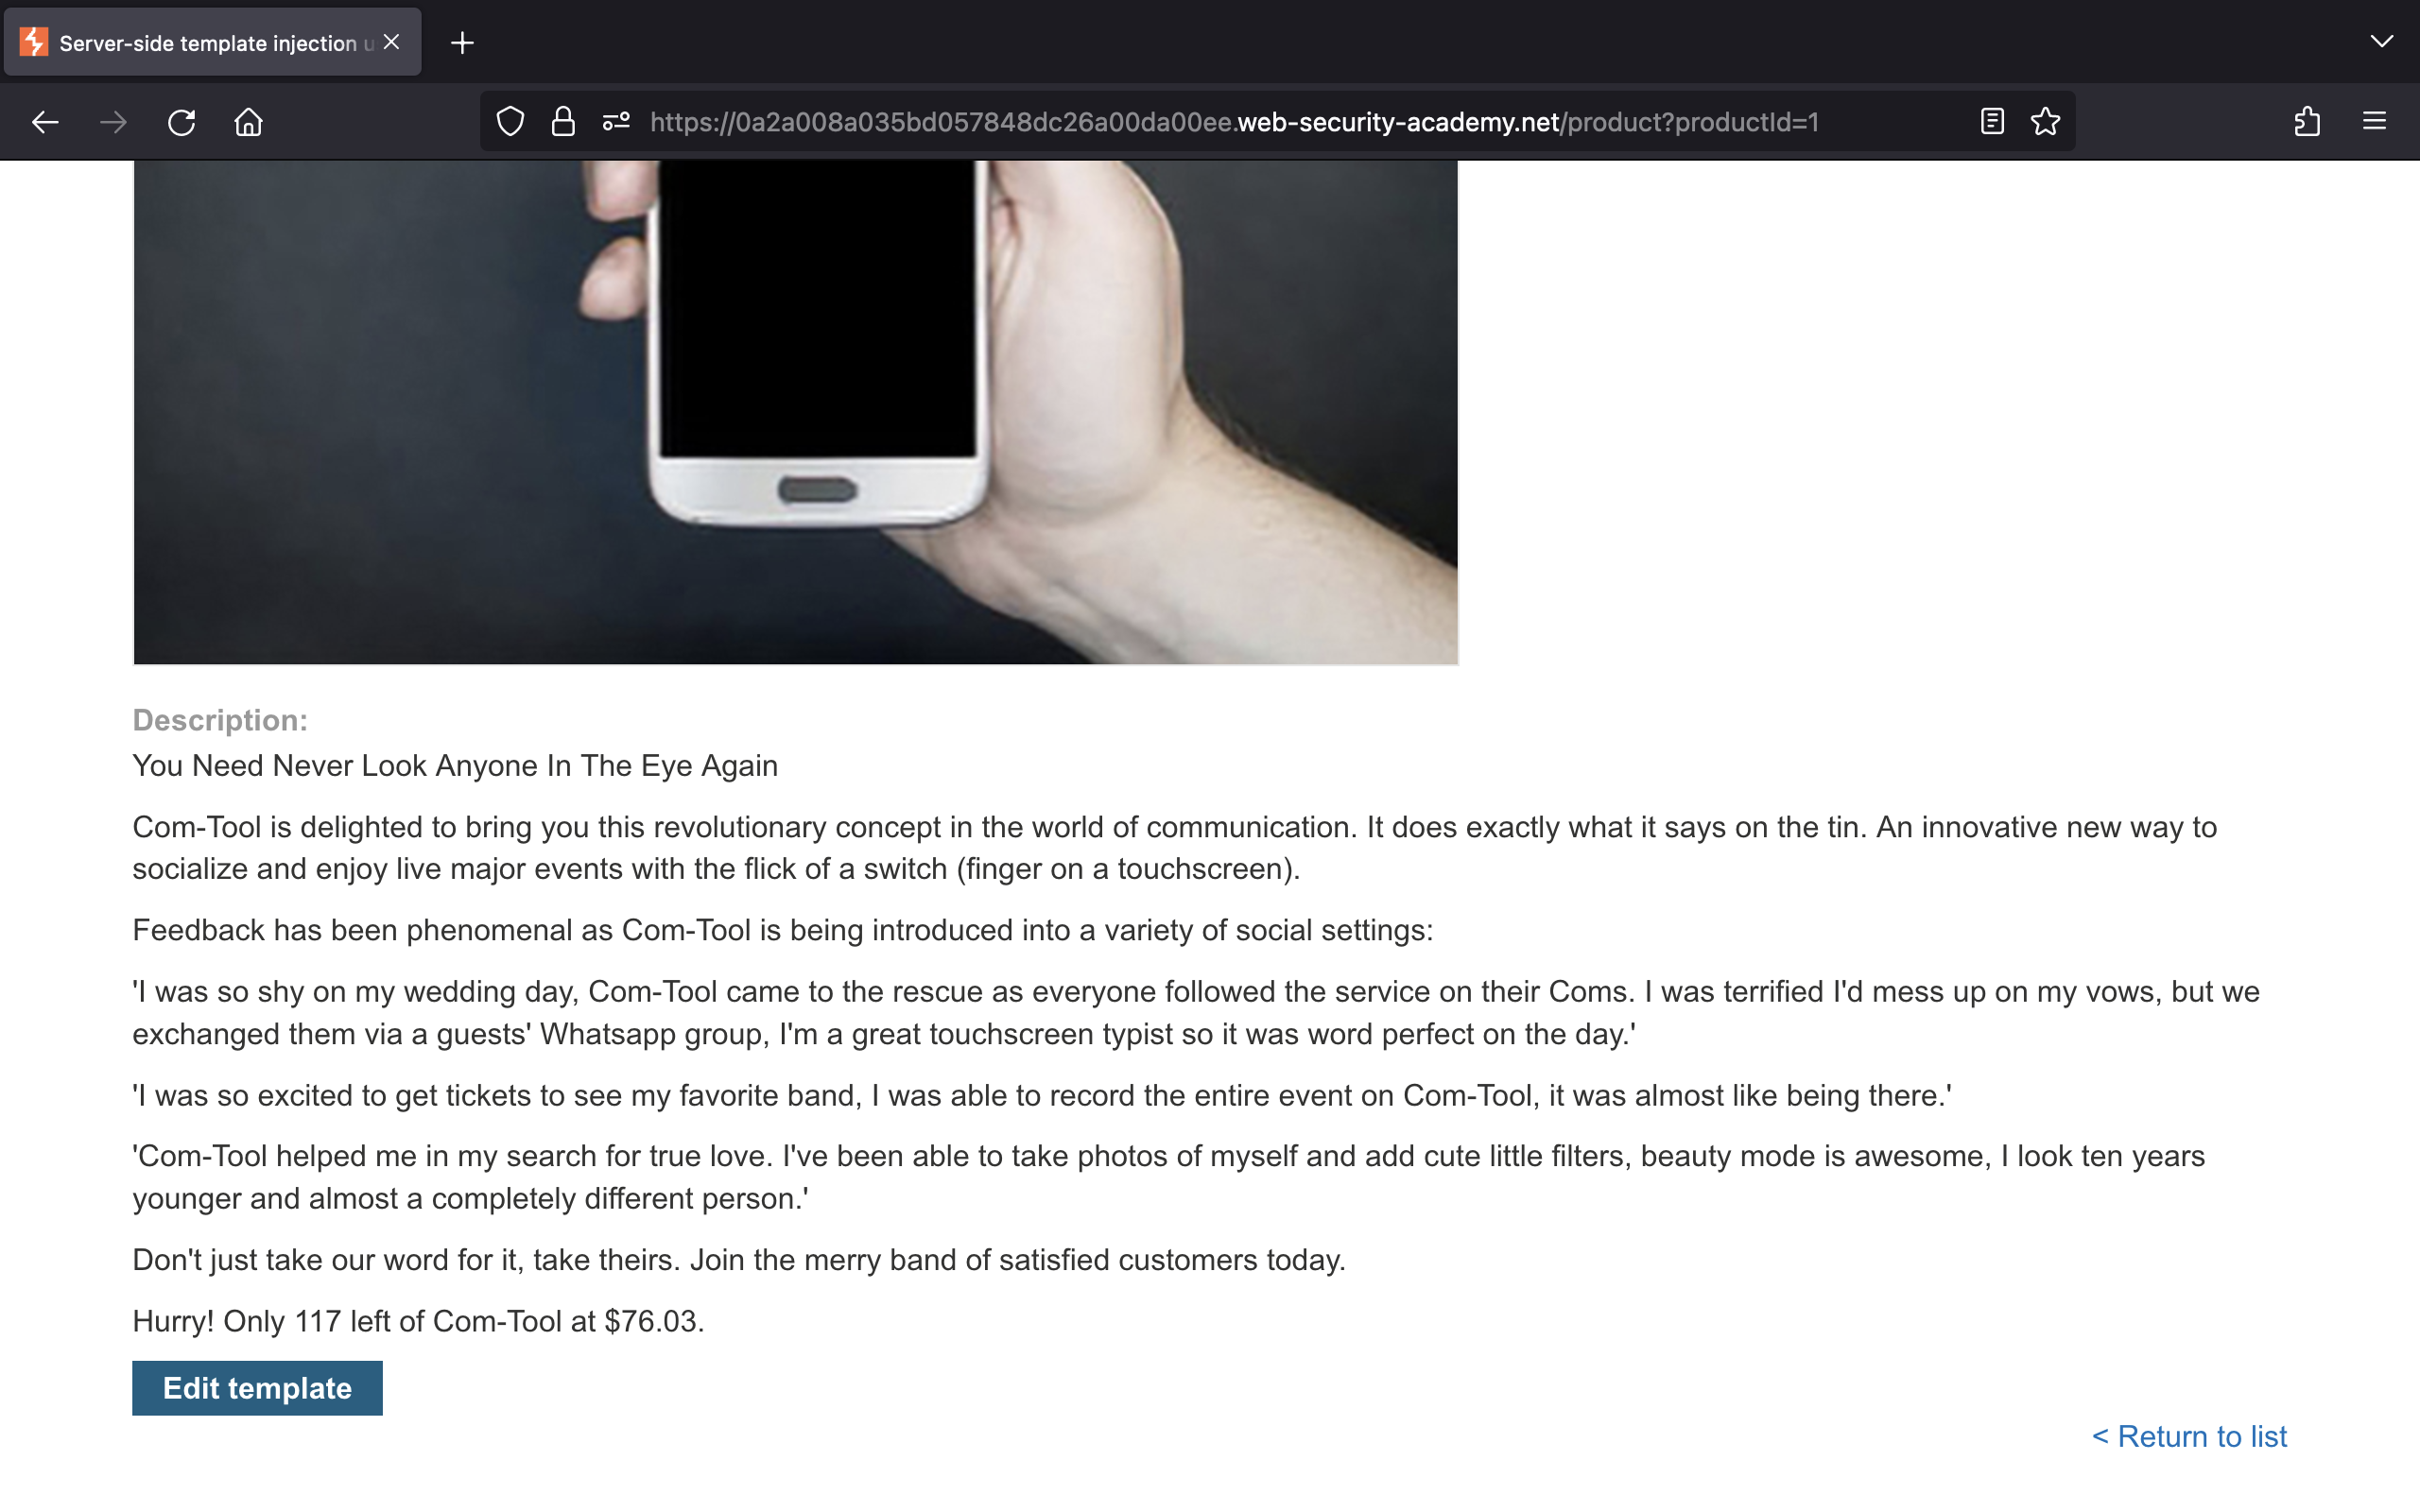 Server-side template injection u
https://0a2a008a035bd057848dc26a00da00ee.web-security-academy.net/product?productId=1
Description:
You Need Never Look Anyone In The Eye Again
Com-Tool is delighted to bring you this revolutionary concept in the world of communication. It does exactly what it says on the tin. An innovative new way to
socialize and enjoy live major events with the flick of a switch (finger on a touchscreen).
Feedback has been phenomenal as Com-Tool is being introduced into a variety of social settings:
'I was so shy on my wedding day, Com-Tool came to the rescue as everyone followed the service on their Coms. I was terrified I'd mess up on my vows, but we
exchanged them via a guests' Whatsapp group, I'm a great touchscreen typist so it was word perfect on the day.'
'I was so excited to get tickets to see my favorite band, I was able to record the entire event on Com-Tool, it was almost like being there.'
'Com-Tool helped me in my search for true love. I've been able to take photos of myself and add cute little filters, beauty mode is awesome, I look ten years
younger and almost a completely different person.'
Don't just take our word for it, take theirs. Join the merry band of satisfied customers today.
Hurry! Only 117 left of Com-Tool at $76.03.
Edit template
< Return to list